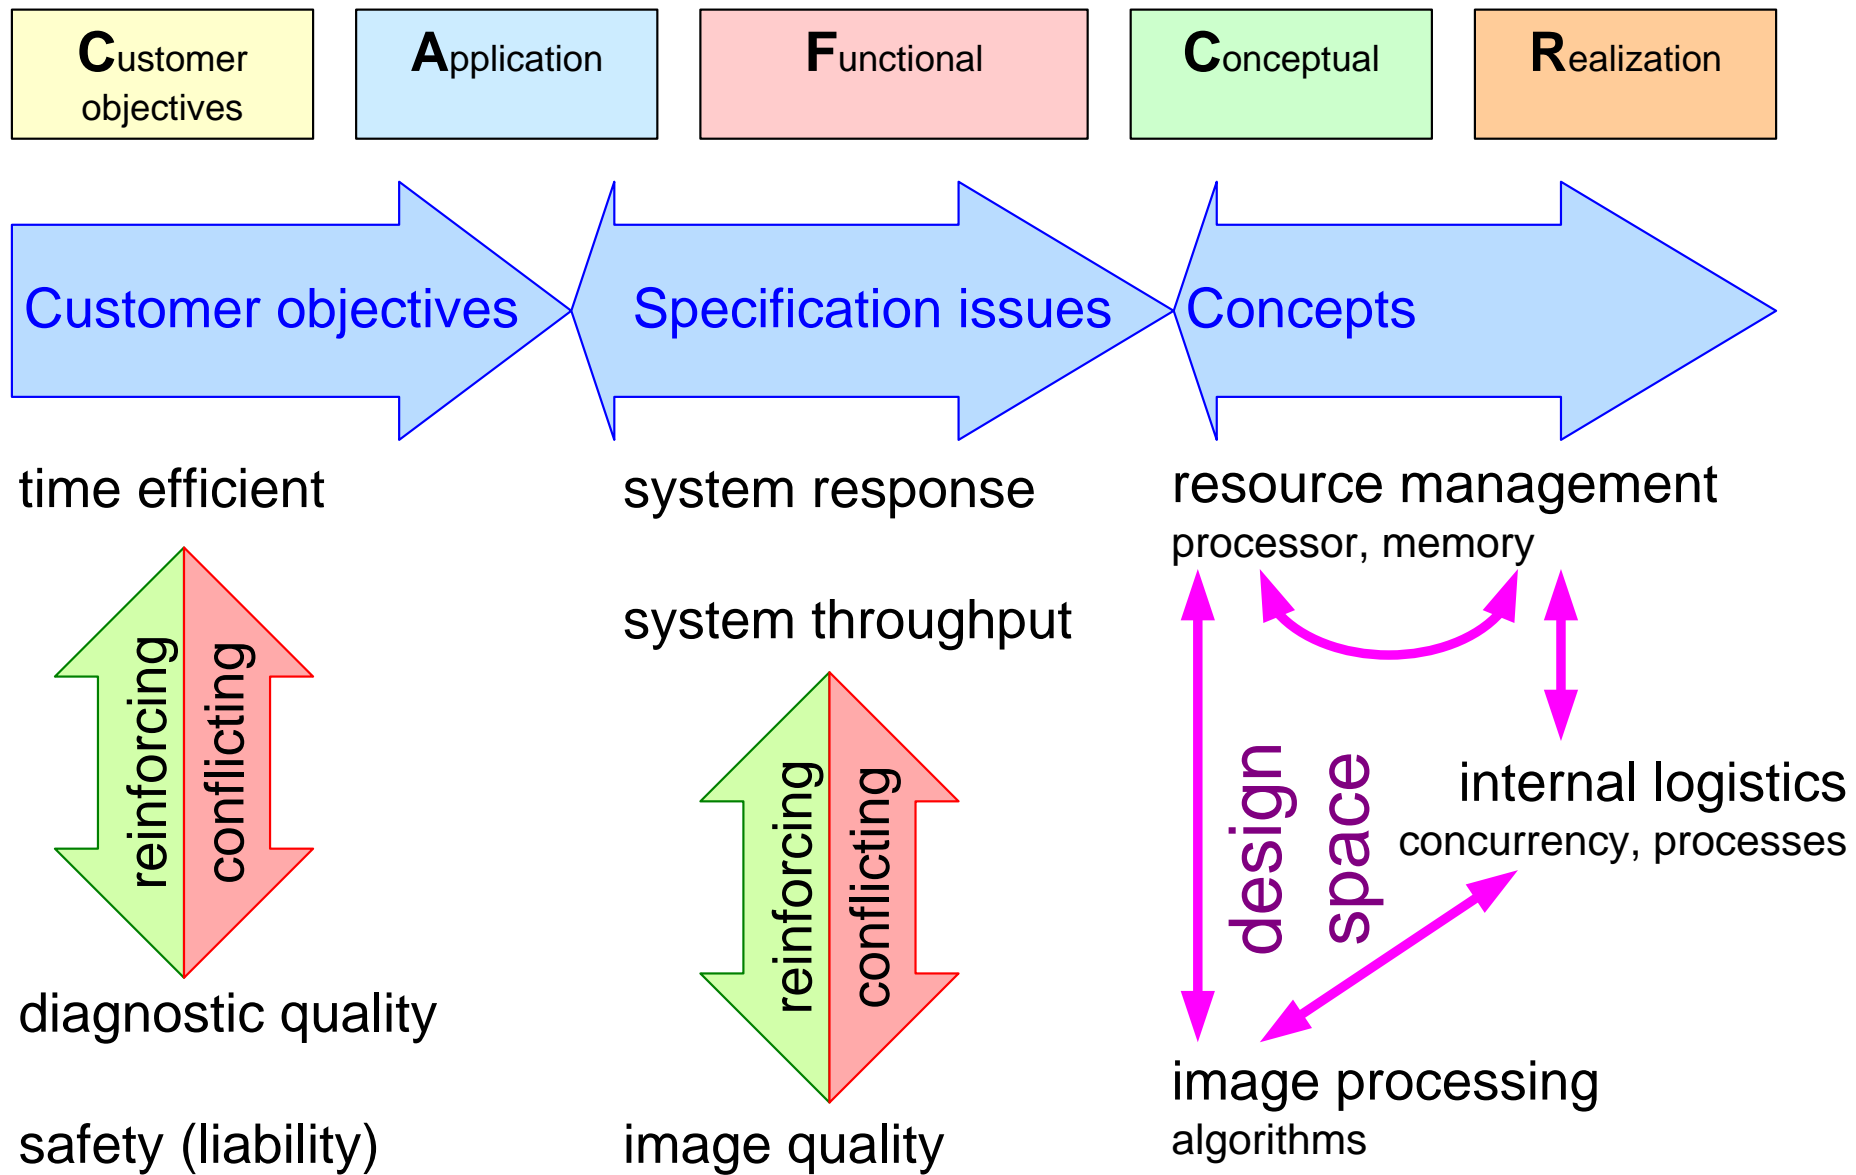 Customer
objectives
Application
Functional
Conceptual
Realization
Customer objectives
Specification issues
Concepts
time efficient
reinforcing
conflicting
diagnostic quality
safety (liability)
system response
system throughput
reinforcing
conflicting
image quality
resource management
processor, memory
design
space
internal logistics
concurrency, processes
image processing
algorithms